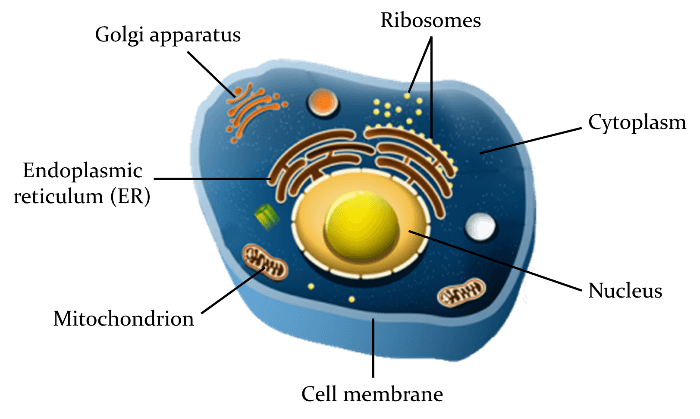 Ribosomes
Golgi apparatus
Cytoplasm
Endoplasmic
reticulum (ER)
Nucleus
Mitochondrion
Cell membrane